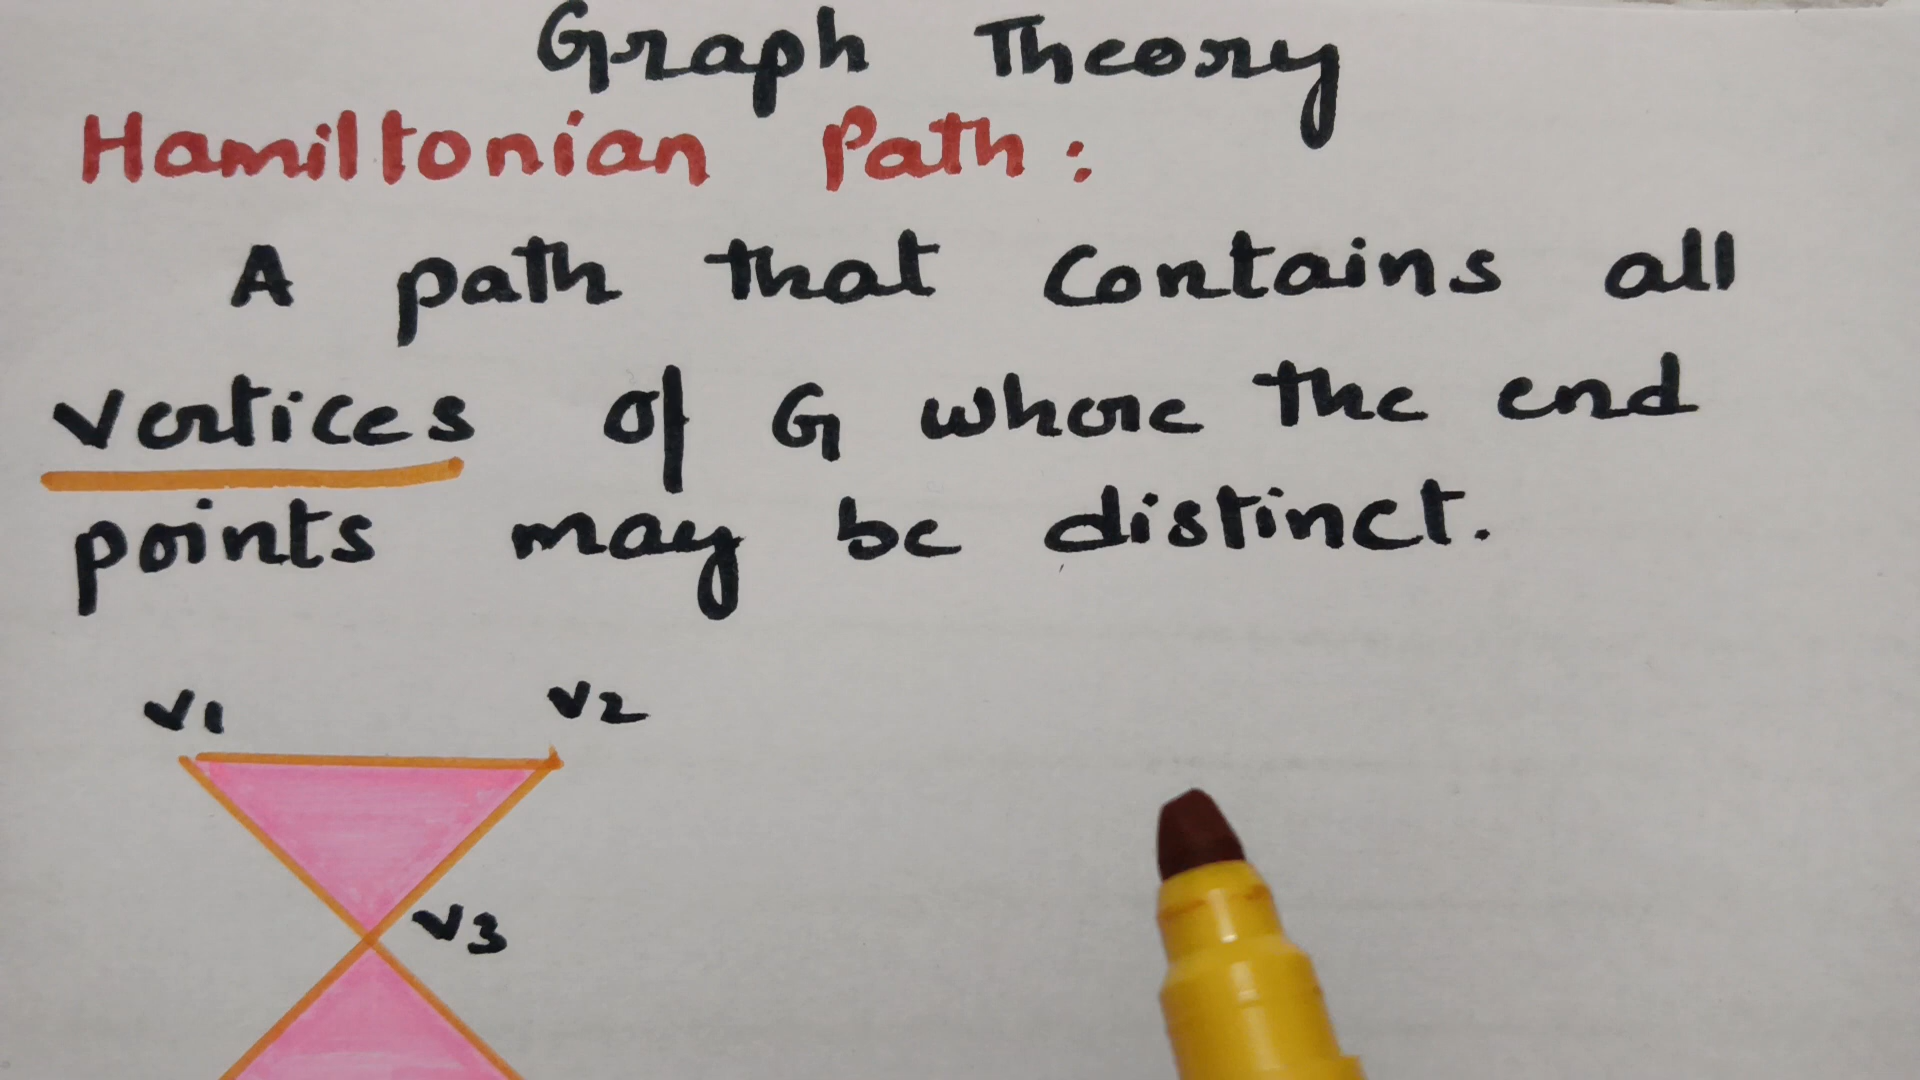 Graph Theory
Hamiltonian Path:
A path that contains all
vertices of G where the end
points may be distinct.
v1 v2
v3